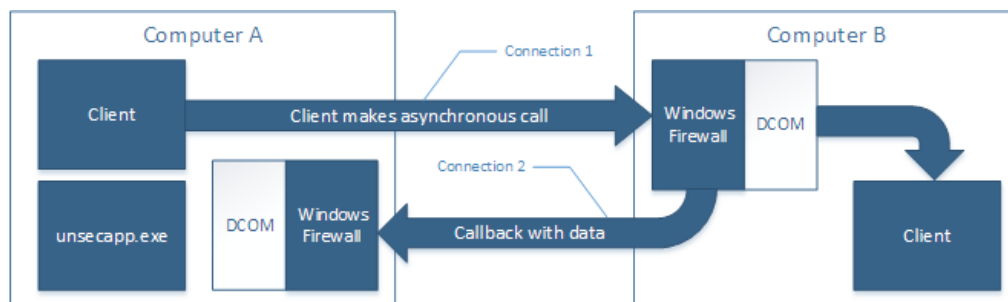 Computer A
Computer B
Connection 1
Client
Client makes asynchronous call
Windows
Firewall
DCOM
Connection 2
unsecapp.exe
DCOM
Windows
Firewall
Callback with data
Client